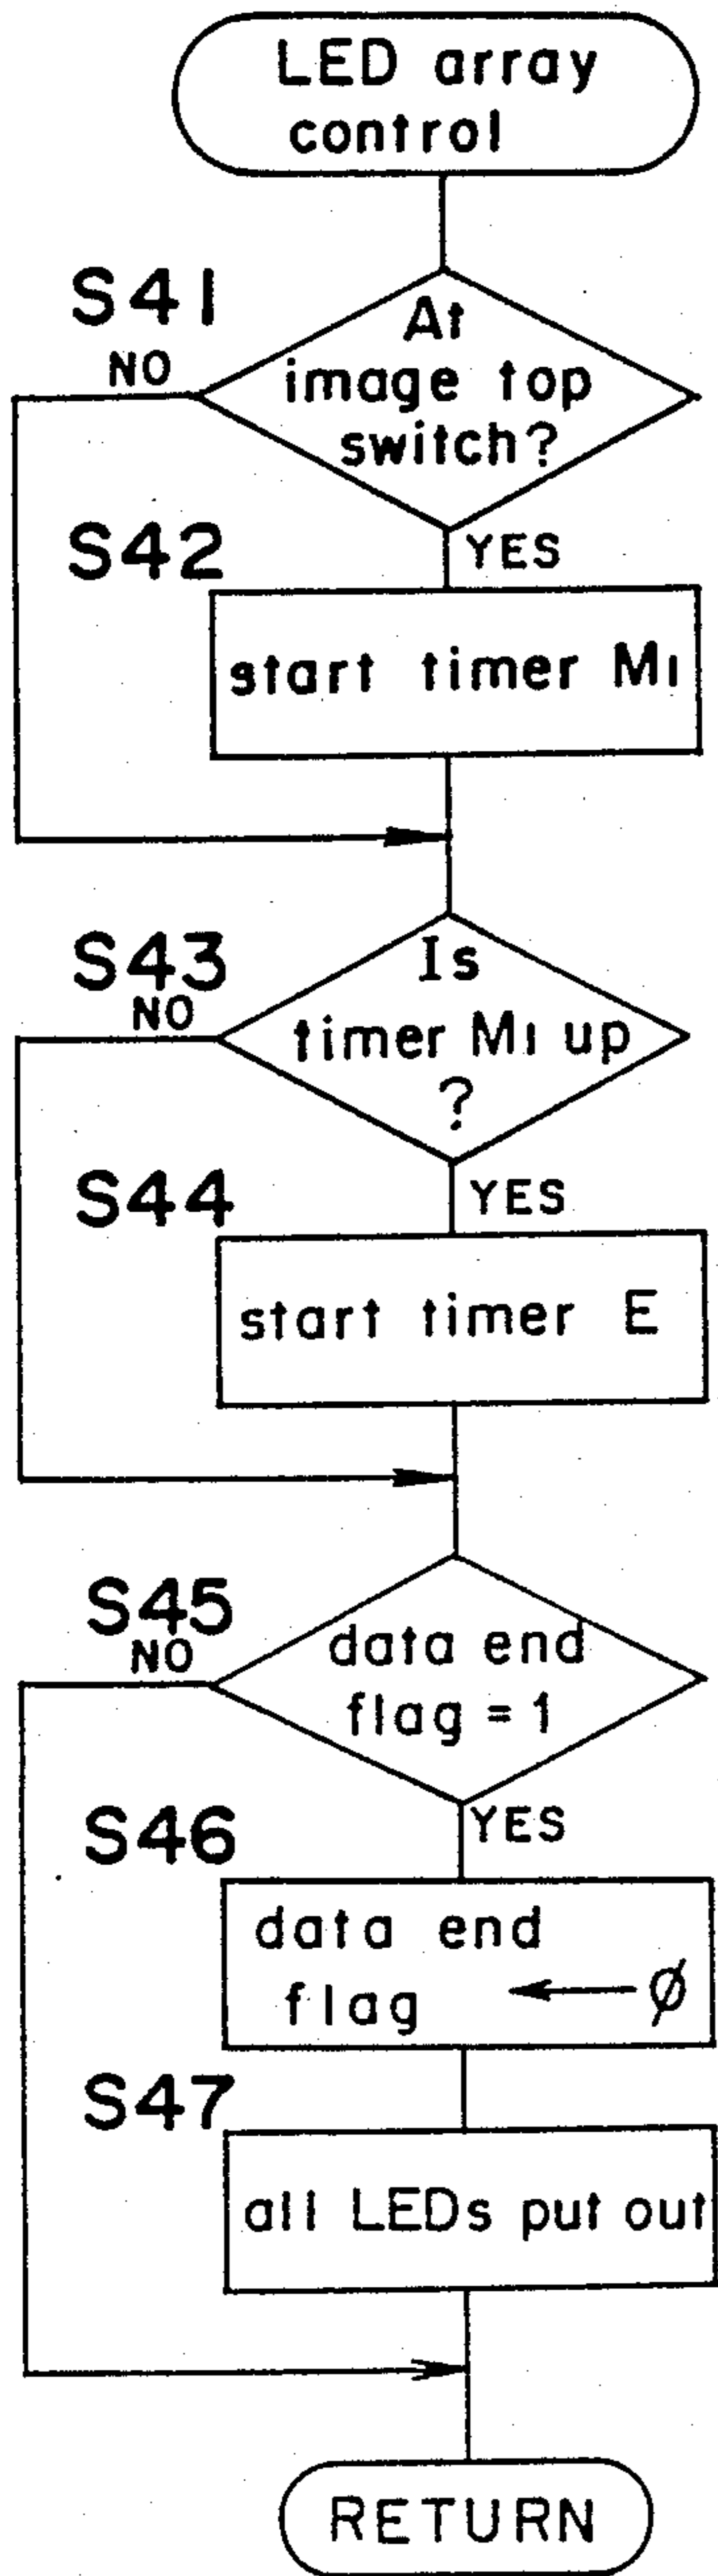 LED array
control
S41
NO
At
image top
switch?
YES
S42
start timer M1
S43
NO
Is
timer M1 up
?
YES
S44
start timer E
S45
NO
data end
flag = 1
YES
S46
data end
flag ← ∅
S47
all LEDs put out
RETURN